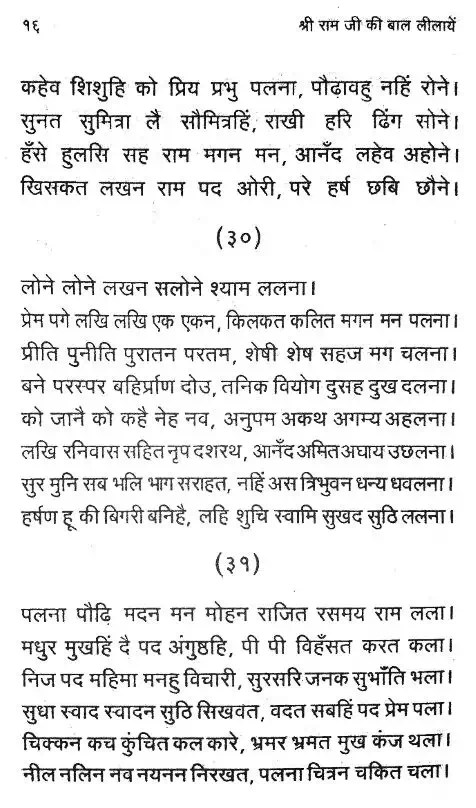 १६ श्री राम जी की बाल लीलायें
कहेव शिशुहि को प्रिय प्रभु पलना, पौढ़ावहु नहिं रोने।
सुनत सुमित्रा लै सौमित्रहिं, राखी हरि ढिंग सोने।
हँसे हुलसि सह राम मगन मन, आनँद लहेव अहोने।
खिसकत लखन राम पद ओरी, परे हर्ष छबि छौने।
(३०)
लोने लोने लखन सलोने श्याम ललना।
प्रेम पगे लखि लखि एक एकन, किलकत कलित मगन मन पलना।
प्रीति पुनीति पुरातन परतम, शेषी शेष सहज मग चलना।
बने परस्पर बहिर्प्राण दोउ, तनिक वियोग दुसह दुख दलना।
को जानै को कहै नेह नव, अनुपम अकथ अगम्य अहलना।
लखि रनिवास सहित नृप दशरथ, आनँद अमित अघाय उछलना।
सुर मुनि सब भलि भाग सराहत, नहिं अस त्रिभुवन धन्य धवलना।
हर्षण हू की बिगरी बनिहै, लहि शुचि स्वामि सुखद सुठि ललना।
(३१)
पलना पौढ़ि मदन मन मोहन राजित रसमय राम लला।
मधुर मुखहिं दै पद अंगुष्ठहि, पी पी विहँसत करत कला।
निज पद महिमा मनहु विचारी, सुरसरि जनक सुभाँति भला।
सुधा स्वाद स्वादन सुठि सिखवत, वदत सबहिं पद प्रेम पला।
चिक्कन कच कुंचित कल कारे, भ्रमर भ्रमत मुख कंज थला।
नील नलिन नव नयनन निरखत, पलना चित्रन चकित चला।